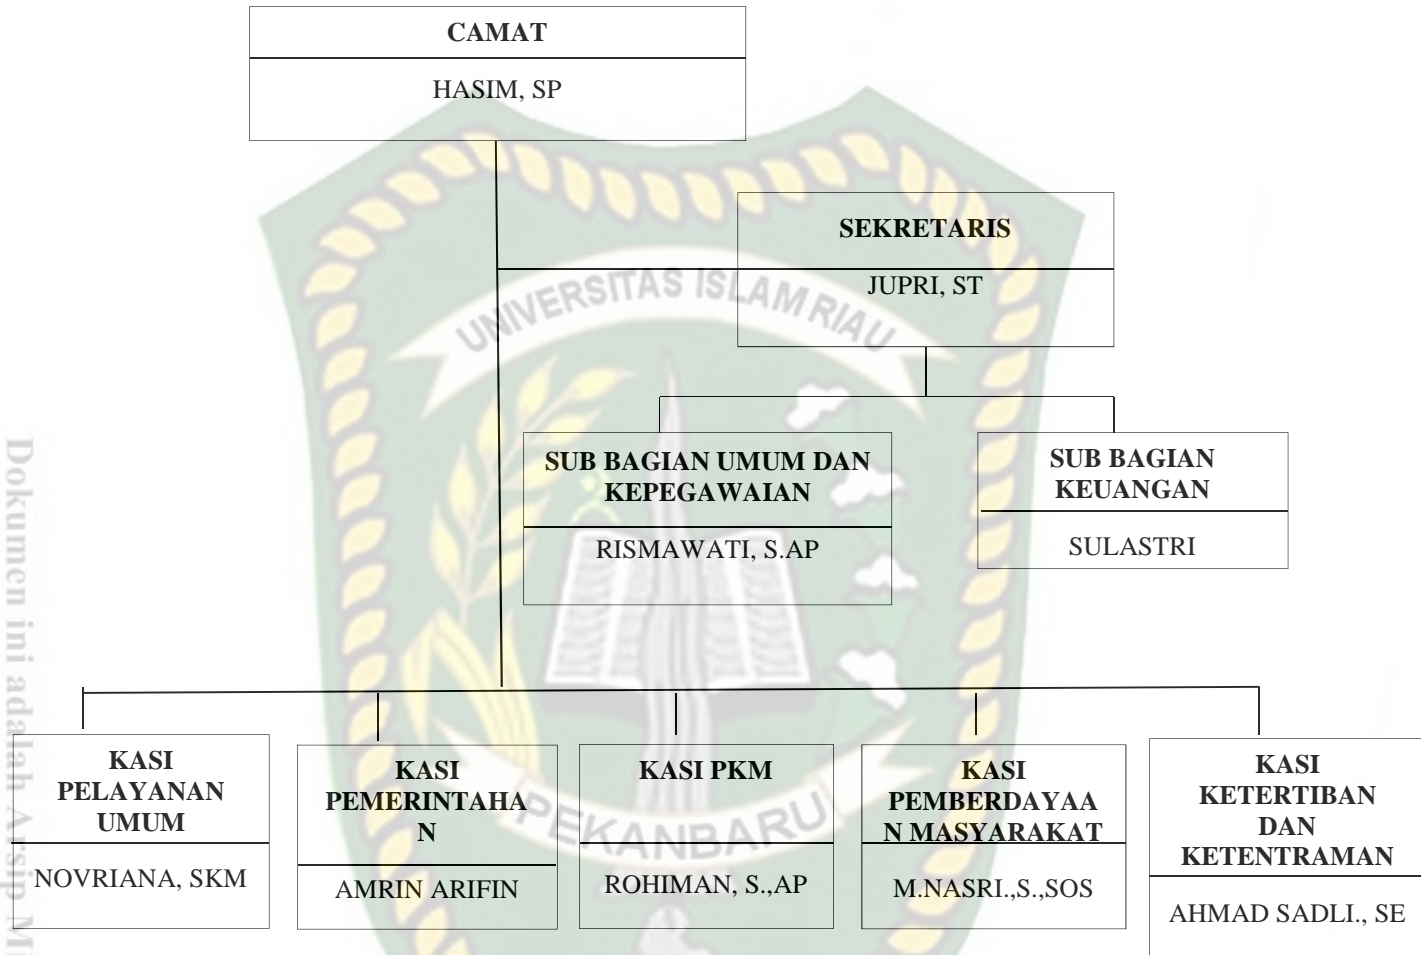 CAMAT
HASIM, SP
SEKRETARIS
JUPRI, ST
UNIVERSITAS ISLAM RIAU
SUB BAGIAN UMUM DAN
KEPEGAWAIAN
RISMAWATI, S.AP
SUB BAGIAN
KEUANGAN
SULASTRI
KASI
PELAYANAN
UMUM
NOVRIANA, SKM
KASI
PEMERINTAHA
N
AMRIN ARIFIN
KASI PKM
ROHIMAN, S.,AP
KASI
PEMBERDAYAA
N MASYARAKAT
M.NASRI.,S.,SOS
KASI
KETERTIBAN
DAN
KETENTRAMAN
AHMAD SADLI., SE
PEKANBARU
Dokumen ini adalah Arsip Mi